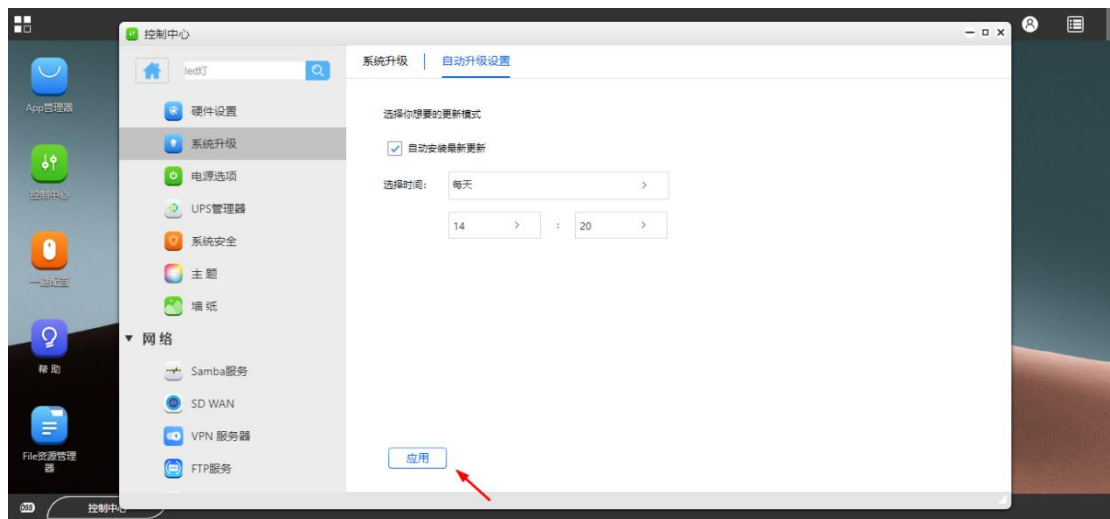 控制中心
led灯
系统升级
自动升级设置
App管理器
硬件设置
选择你想要的更新模式
系统升级
自动安装最新更新
电源选项
选择时间:
每天
控制中心
UPS管理器
14
:
20
系统安全
主 题
一键配置
墙 纸
网 络
帮 助
Samba服务
SD WAN
VPN 服务器
File资源管理
器
应用
FTP服务
控制中心